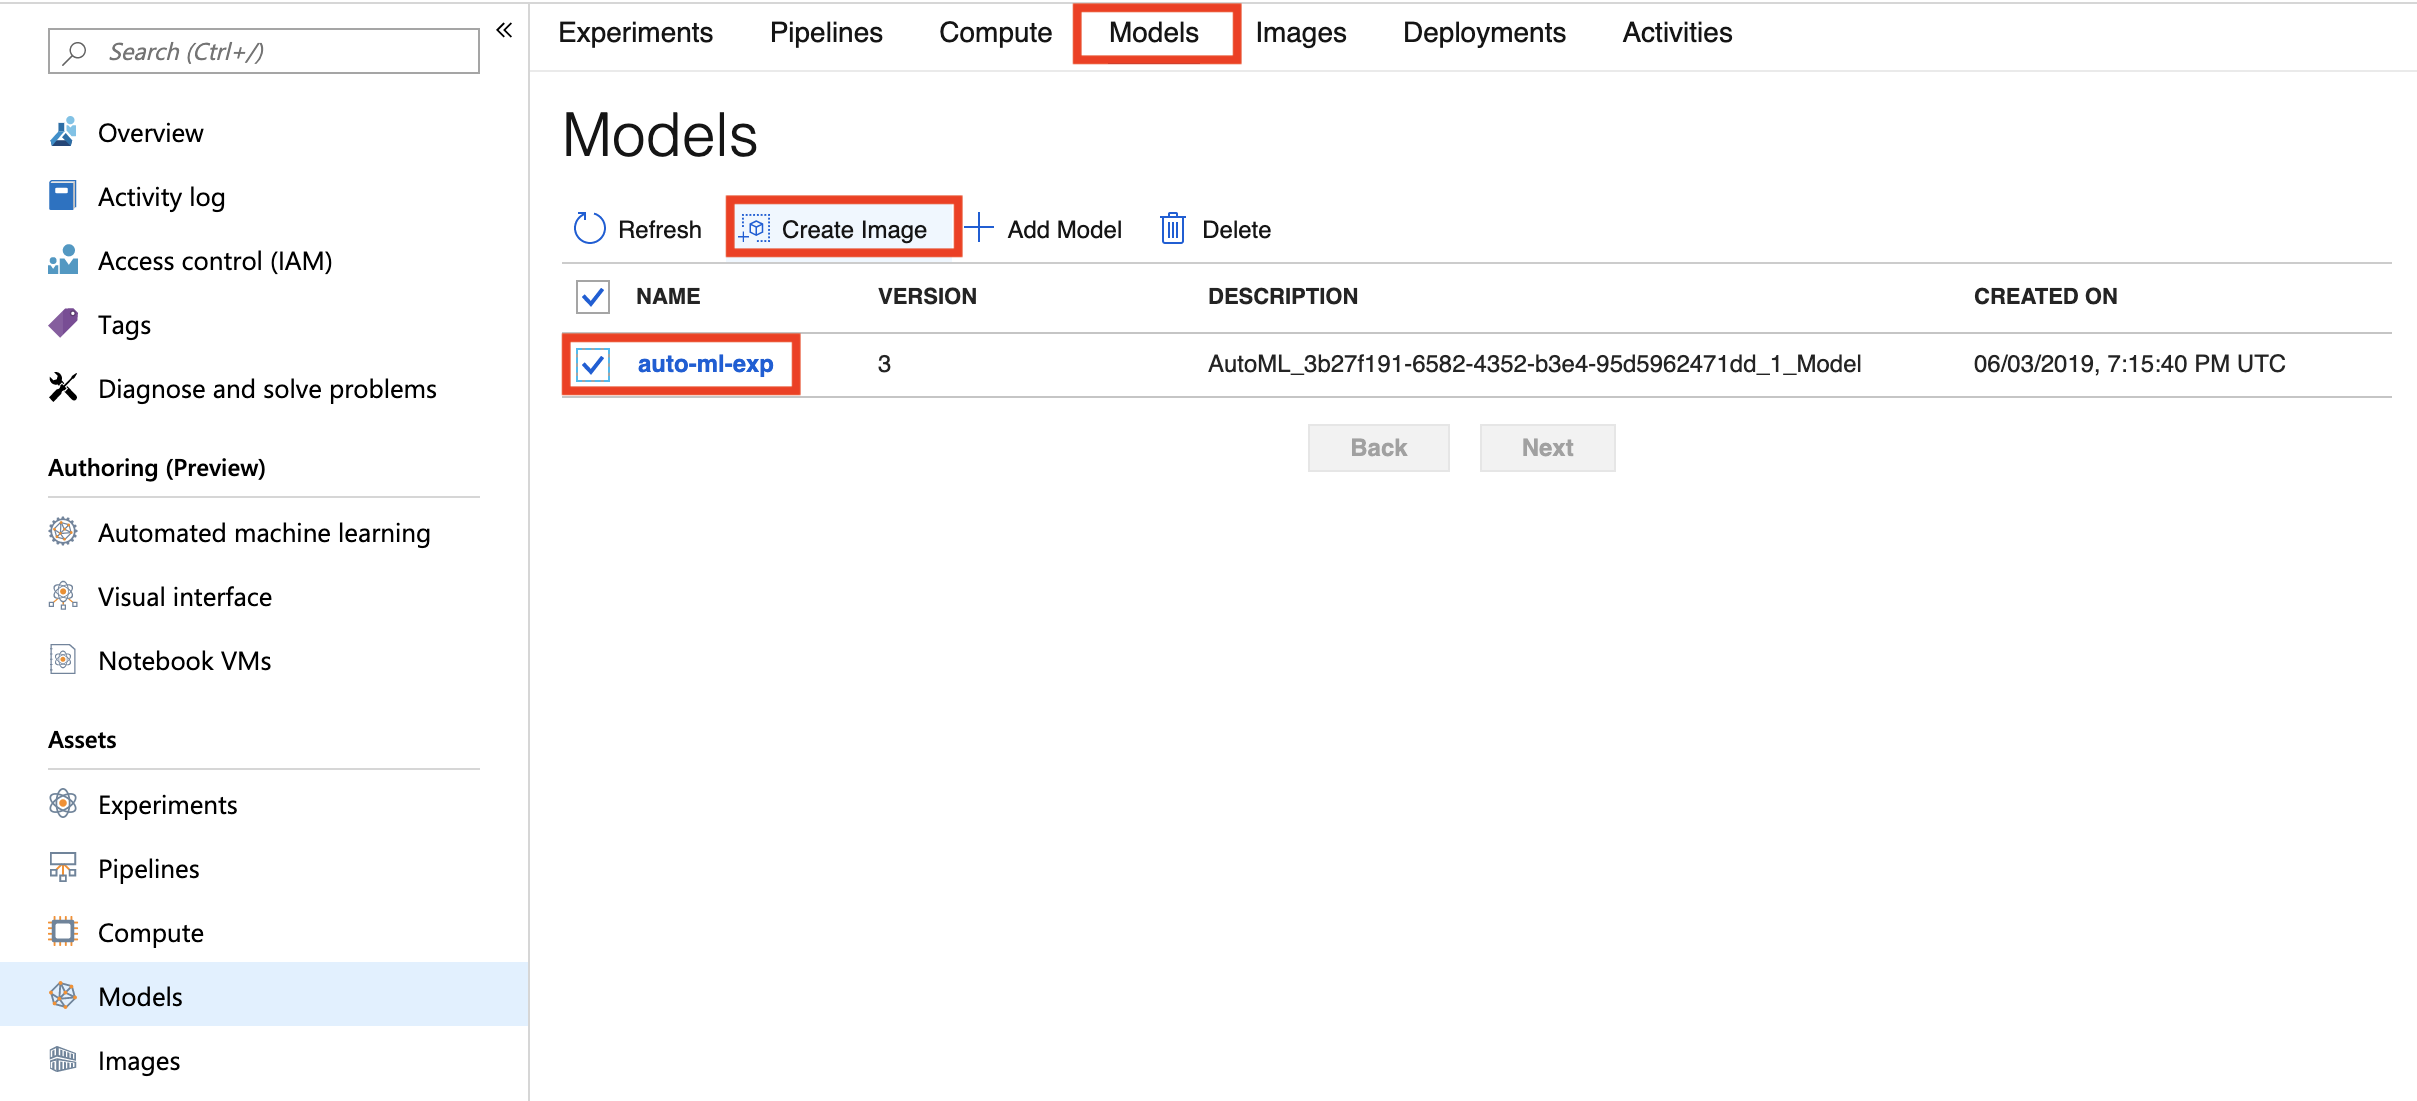 Search (Ctrl+/)
«
Overview
Activity log
Access control (IAM)
Tags
Diagnose and solve problems
Authoring (Preview)
Automated machine learning
Visual interface
Notebook VMs
Assets
Experiments
Pipelines
Compute
Models
Images
Experiments Pipelines Compute Models Images Deployments Activities
Models
Refresh Create Image Add Model Delete
NAME VERSION DESCRIPTION CREATED ON
auto-ml-exp 3 AutoML_3b27f191-6582-4352-b3e4-95d5962471dd_1_Model 06/03/2019, 7:15:40 PM UTC
Back Next